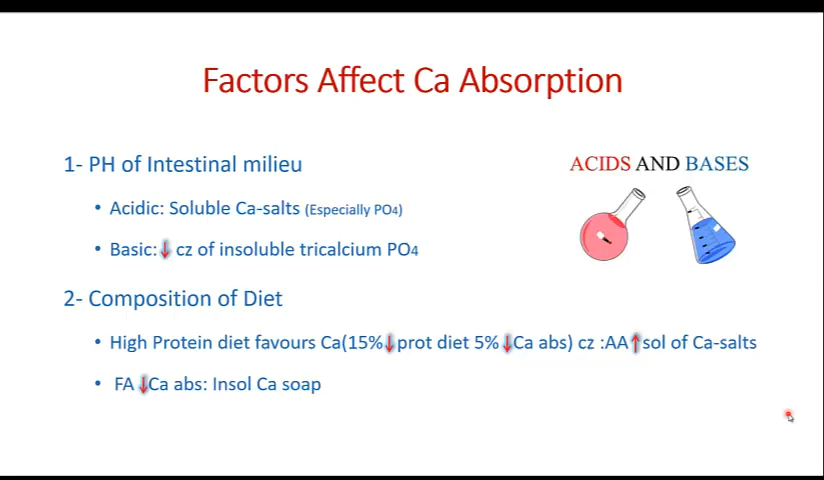 Factors Affect Ca Absorption
1- PH of Intestinal milieu
ACIDS AND BASES
• Acidic: Soluble Ca-salts (Especially PO4)
• Basic:↓ cz of insoluble tricalcium PO4
2- Composition of Diet
• High Protein diet favours Ca(15%↓prot diet 5%↓Ca abs) cz :AA↑sol of Ca-salts
• FA↓Ca abs: Insol Ca soap